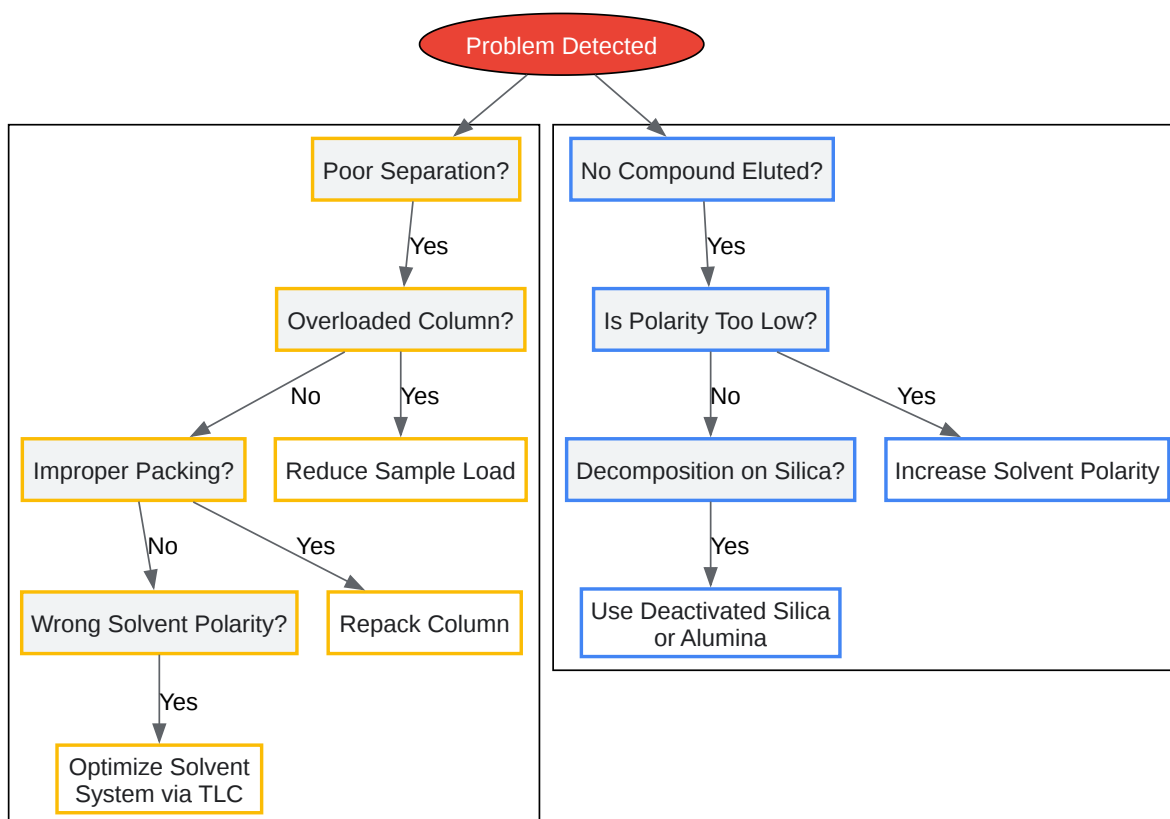 Problem Detected
Poor Separation?
No Compound Eluted?
Yes
Yes
Overloaded Column?
Is Polarity Too Low?
No
Yes
No
Yes
Improper Packing?
Reduce Sample Load
Decomposition on Silica?
Increase Solvent Polarity
No
Yes
Yes
Wrong Solvent Polarity?
Repack Column
Use Deactivated Silica
or Alumina
Yes
Optimize Solvent
System via TLC